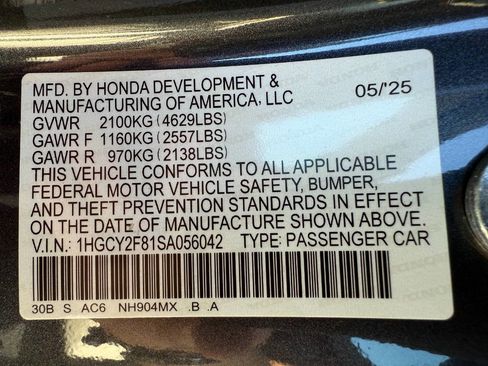 MFD. BY HONDA DEVELOPMENT &
MANUFACTURING OF AMERICA, LLC 05/'25
GVWR 2100KG (4629LBS)
GAWR F 1160KG (2557LBS)
GAWR R 970KG (2138LBS)
THIS VEHICLE CONFORMS TO ALL APPLICABLE
FEDERAL MOTOR VEHICLE SAFETY, BUMPER,
AND THEFT PREVENTION STANDARDS IN EFFECT
ON THE DATE OF MANUFACTURE SHOWN ABOVE.
V.I.N.: 1HGCY2F81SA056042 TYPE: PASSENGER CAR
30B S AC6 NH904MX .B .A